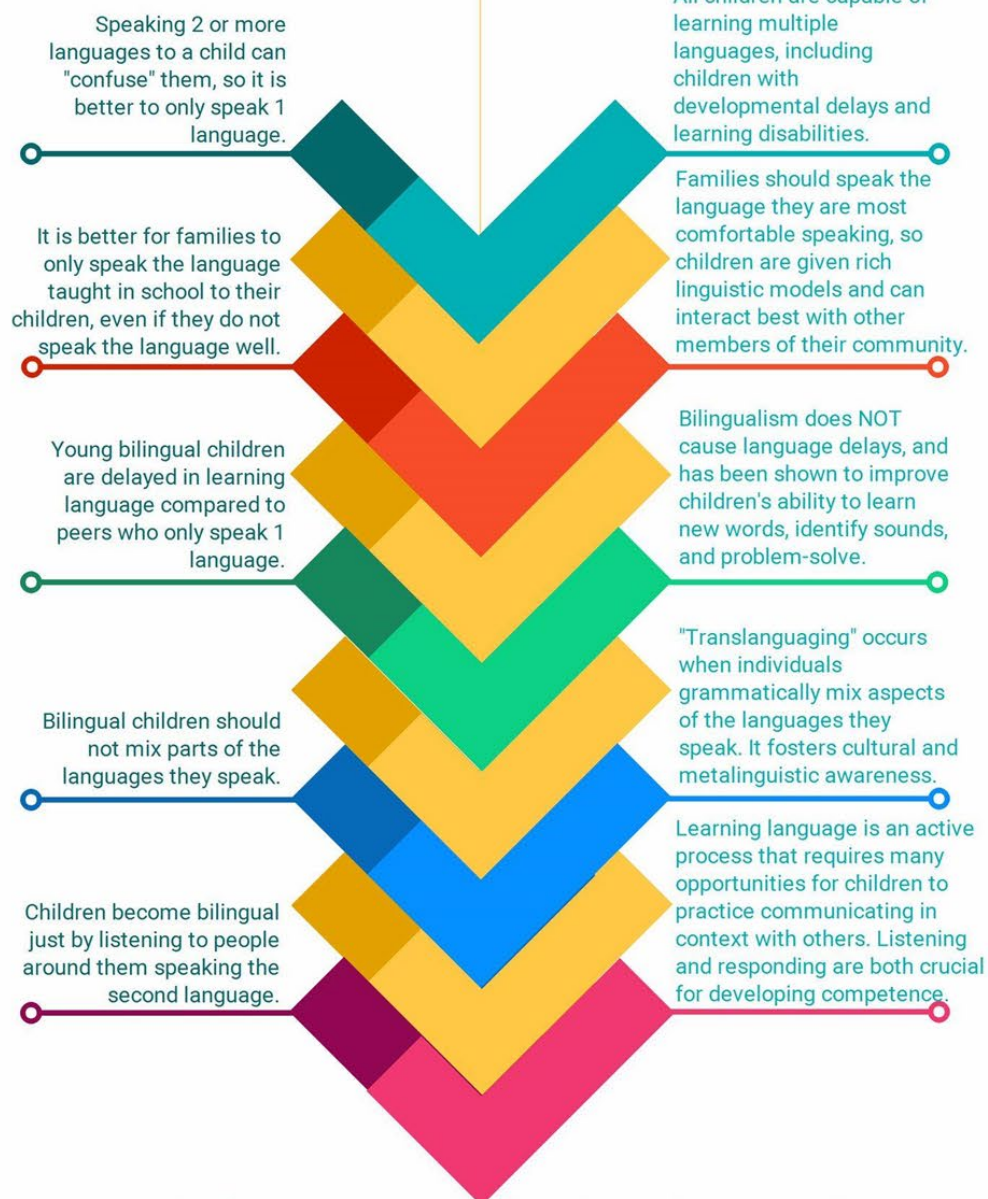 Speaking 2 or more
languages to a child can
"confuse" them, so it is
better to only speak 1
language.
All children are capable of
learning multiple
languages, including
children with
developmental delays and
learning disabilities.
It is better for families to
only speak the language
taught in school to their
children, even if they do not
speak the language well.
Families should speak the
language they are most
comfortable speaking, so
children are given rich
linguistic models and can
interact best with other
members of their community.
Young bilingual children
are delayed in learning
language compared to
peers who only speak 1
language.
Bilingualism does NOT
cause language delays, and
has been shown to improve
children's ability to learn
new words, identify sounds,
and problem-solve.
Bilingual children should
not mix parts of the
languages they speak.
"Translanguaging" occurs
when individuals
grammatically mix aspects
of the languages they
speak. It fosters cultural and
metalinguistic awareness.
Children become bilingual
just by listening to people
around them speaking the
second language.
Learning language is an active
process that requires many
opportunities for children to
practice communicating in
context with others. Listening
and responding are both crucial
for developing competence.